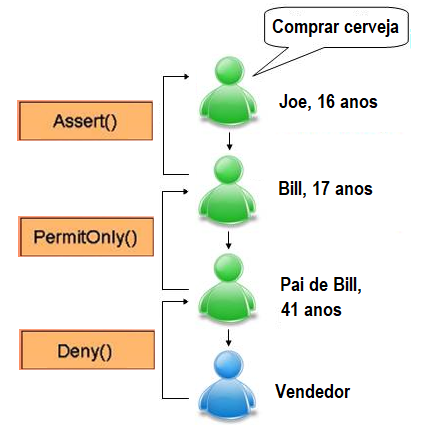 Comprar cerveja
Joe, 16 anos
Assert()
Bill, 17 anos
PermitOnly()
Pai de Bill,
41 anos
Deny()
Vendedor